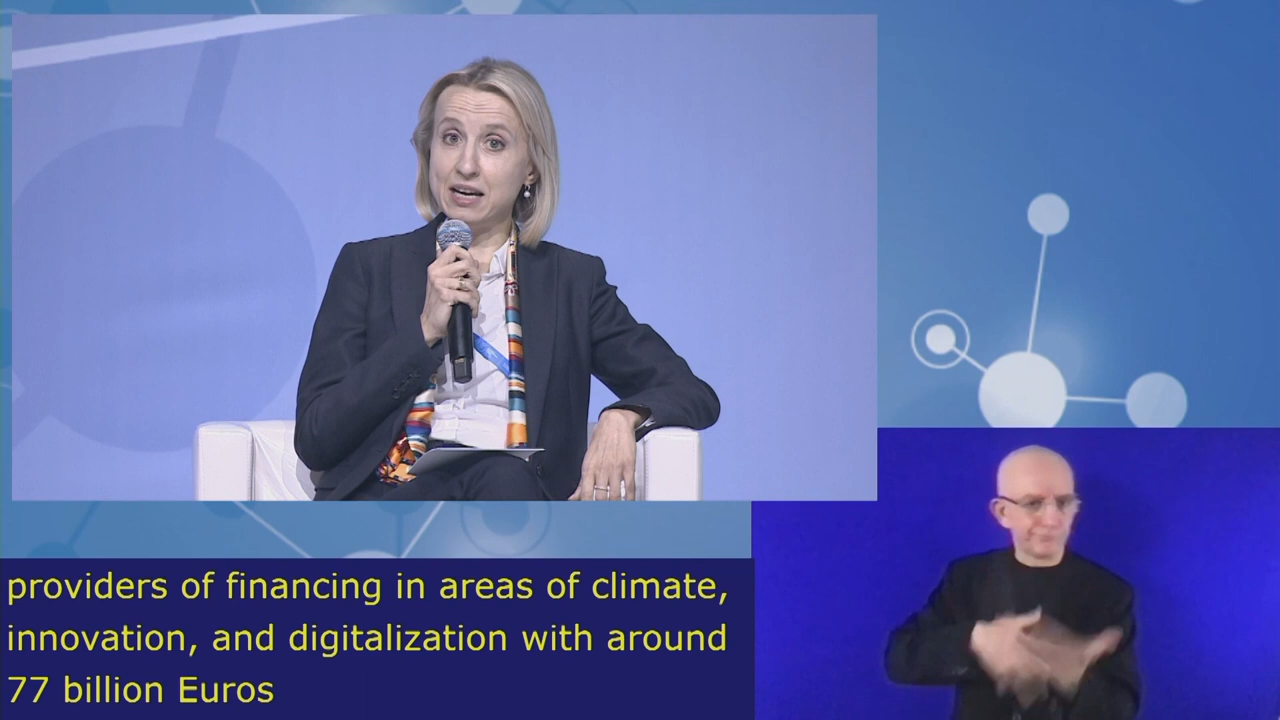 providers of financing in areas of climate,
innovation, and digitalization with around
77 billion Euros